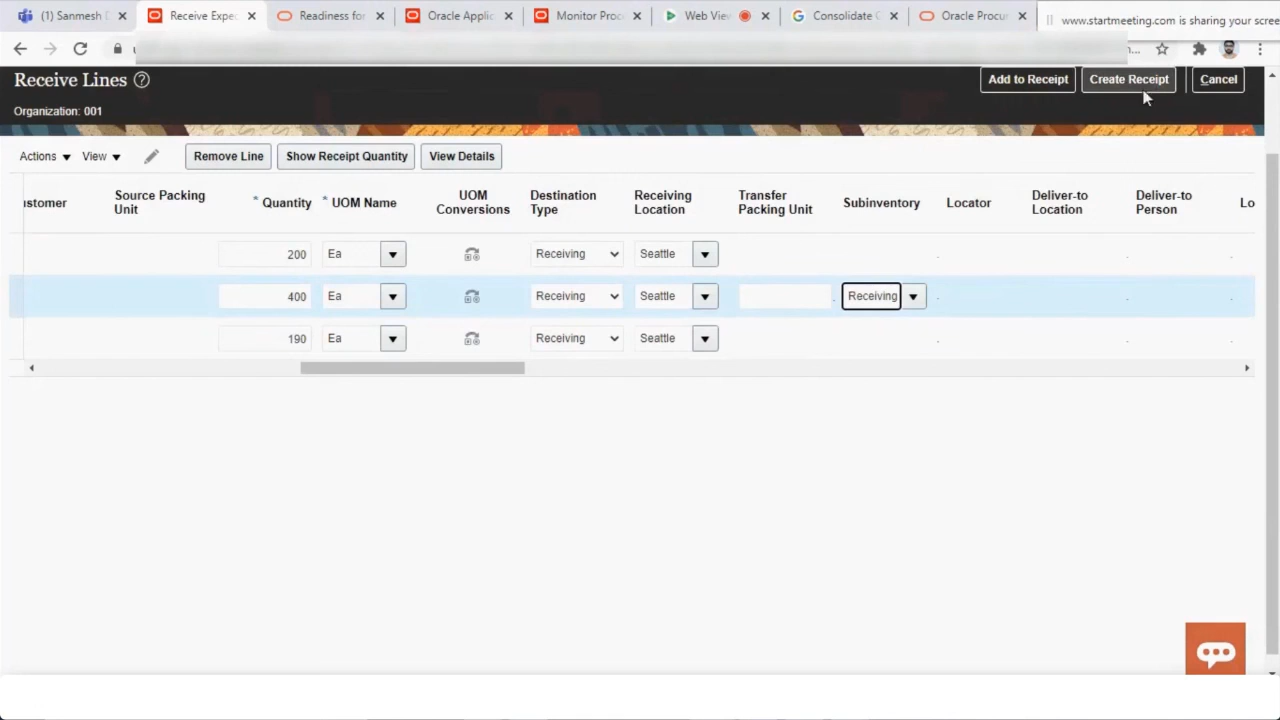 (1) Sanmesh D
Receive Expec
Readiness for
Oracle Applic
Monitor Proc
Web View
Consolidate C
Oracle Procur
www.startmeeting.com is sharing your scree
Receive Lines
Add to Receipt
Create Receipt
Cancel
Organization: 001
Actions
View
Remove Line
Show Receipt Quantity
View Details
ustomer
Source Packing
Unit
* Quantity
* UOM Name
UOM
Conversions
Destination
Type
Receiving
Location
Transfer
Packing Unit
Subinventory
Locator
Deliver-to
Location
Deliver-to
Person
Lo
200 Ea Receiving Seattle
400 Ea Receiving Seattle Receiving
190 Ea Receiving Seattle